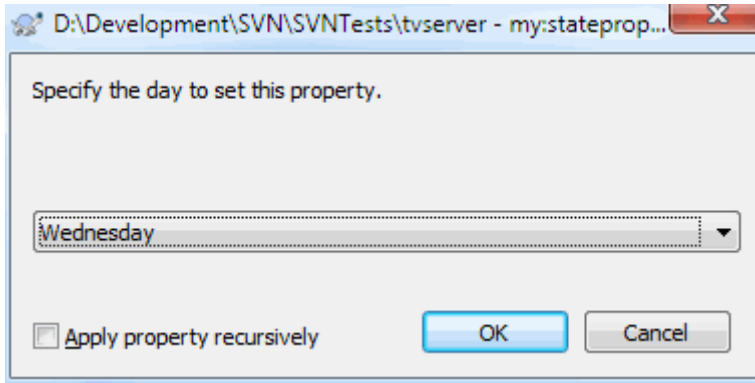 D:\Development\SVN\SVNTests\tvserver - my:stateprop...
Specify the day to set this property.
Wednesday
Apply property recursively
OK
Cancel